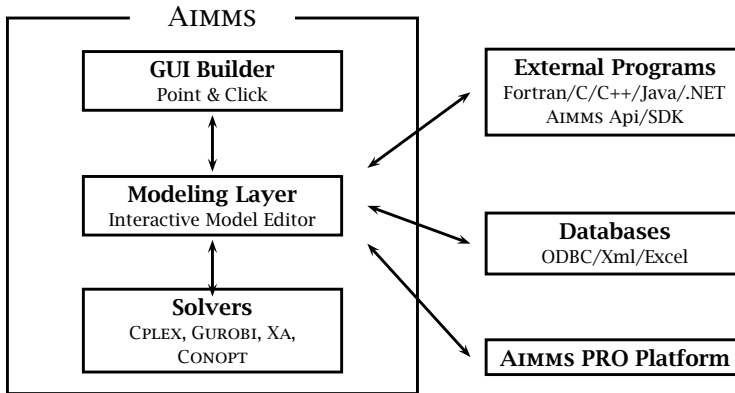 AIMMS
GUI Builder
Point & Click
Modeling Layer
Interactive Model Editor
Solvers
CPLEX, GUROBI, XA,
CONOPT
External Programs
Fortran/C/C++/Java/.NET
AIMMS Api/SDK
Databases
ODBC/Xml/Excel
AIMMS PRO Platform